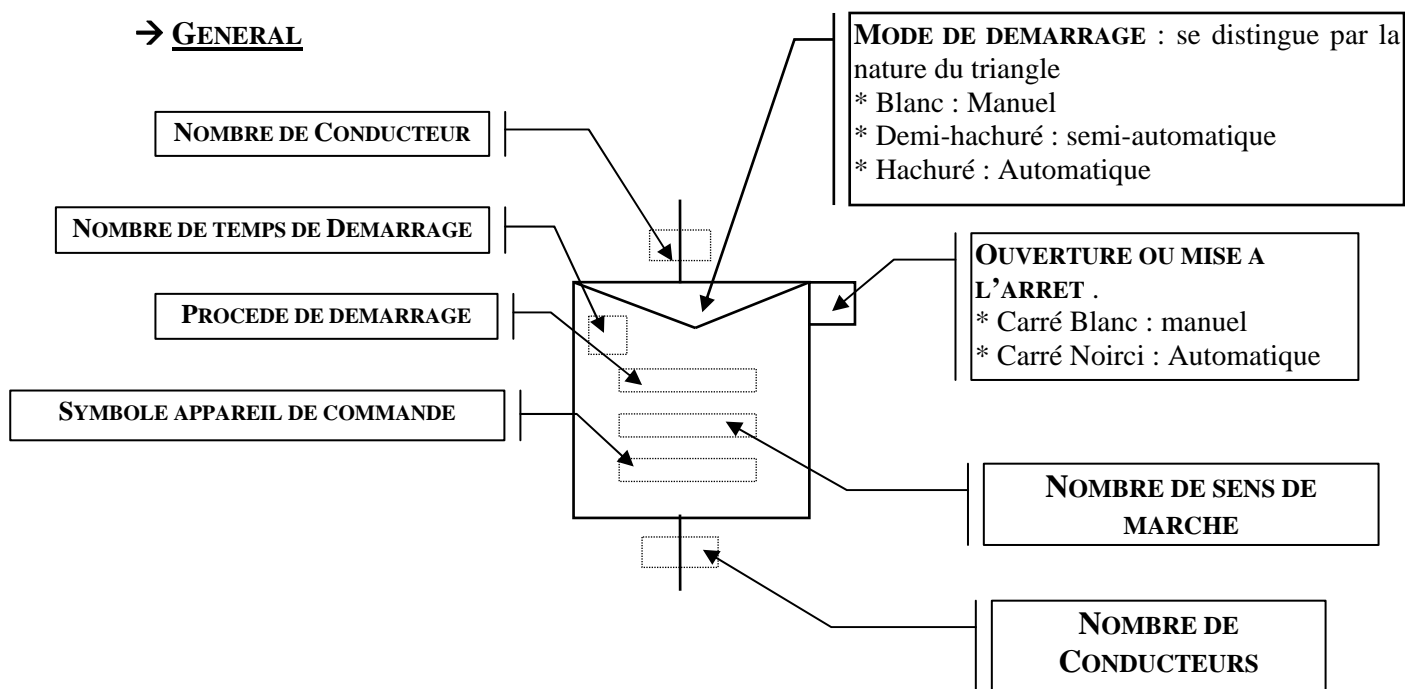 → GENERAL
MODE DE DEMARRAGE : se distingue par la
nature du triangle
* Blanc : Manuel
* Demi-hachuré : semi-automatique
* Hachuré : Automatique
NOMBRE DE CONDUCTEUR
NOMBRE DE TEMPS DE DEMARRAGE
OUVERTURE OU MISE A
L’ARRET .
* Carré Blanc : manuel
* Carré Noirci : Automatique
PROCEDE DE DEMARRAGE
SYMBOLE APPAREIL DE COMMANDE
NOMBRE DE SENS DE
MARCHE
NOMBRE DE
CONDUCTEURS